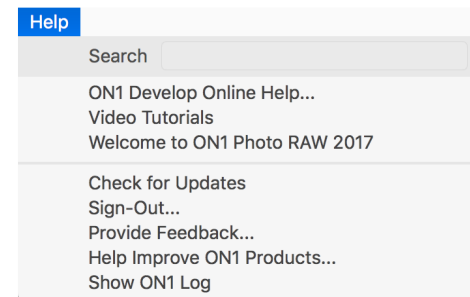 Help
Search
ON1 Develop Online Help...
Video Tutorials
Welcome to ON1 Photo RAW 2017
Check for Updates
Sign-Out...
Provide Feedback...
Help Improve ON1 Products...
Show ON1 Log